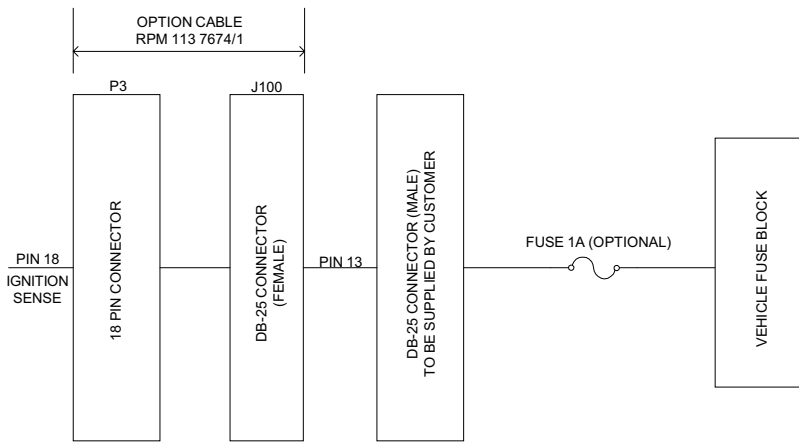 OPTION CABLE
RPM 113 7674/1
P3
J100
18 PIN CONNECTOR
DB-25 CONNECTOR
(FEMALE)
DB-25 CONNECTOR (MALE)
TO BE SUPPLIED BY CUSTOMER
VEHICLE FUSE BLOCK
FUSE 1A (OPTIONAL)
PIN 18
IGNITION
SENSE
PIN 13